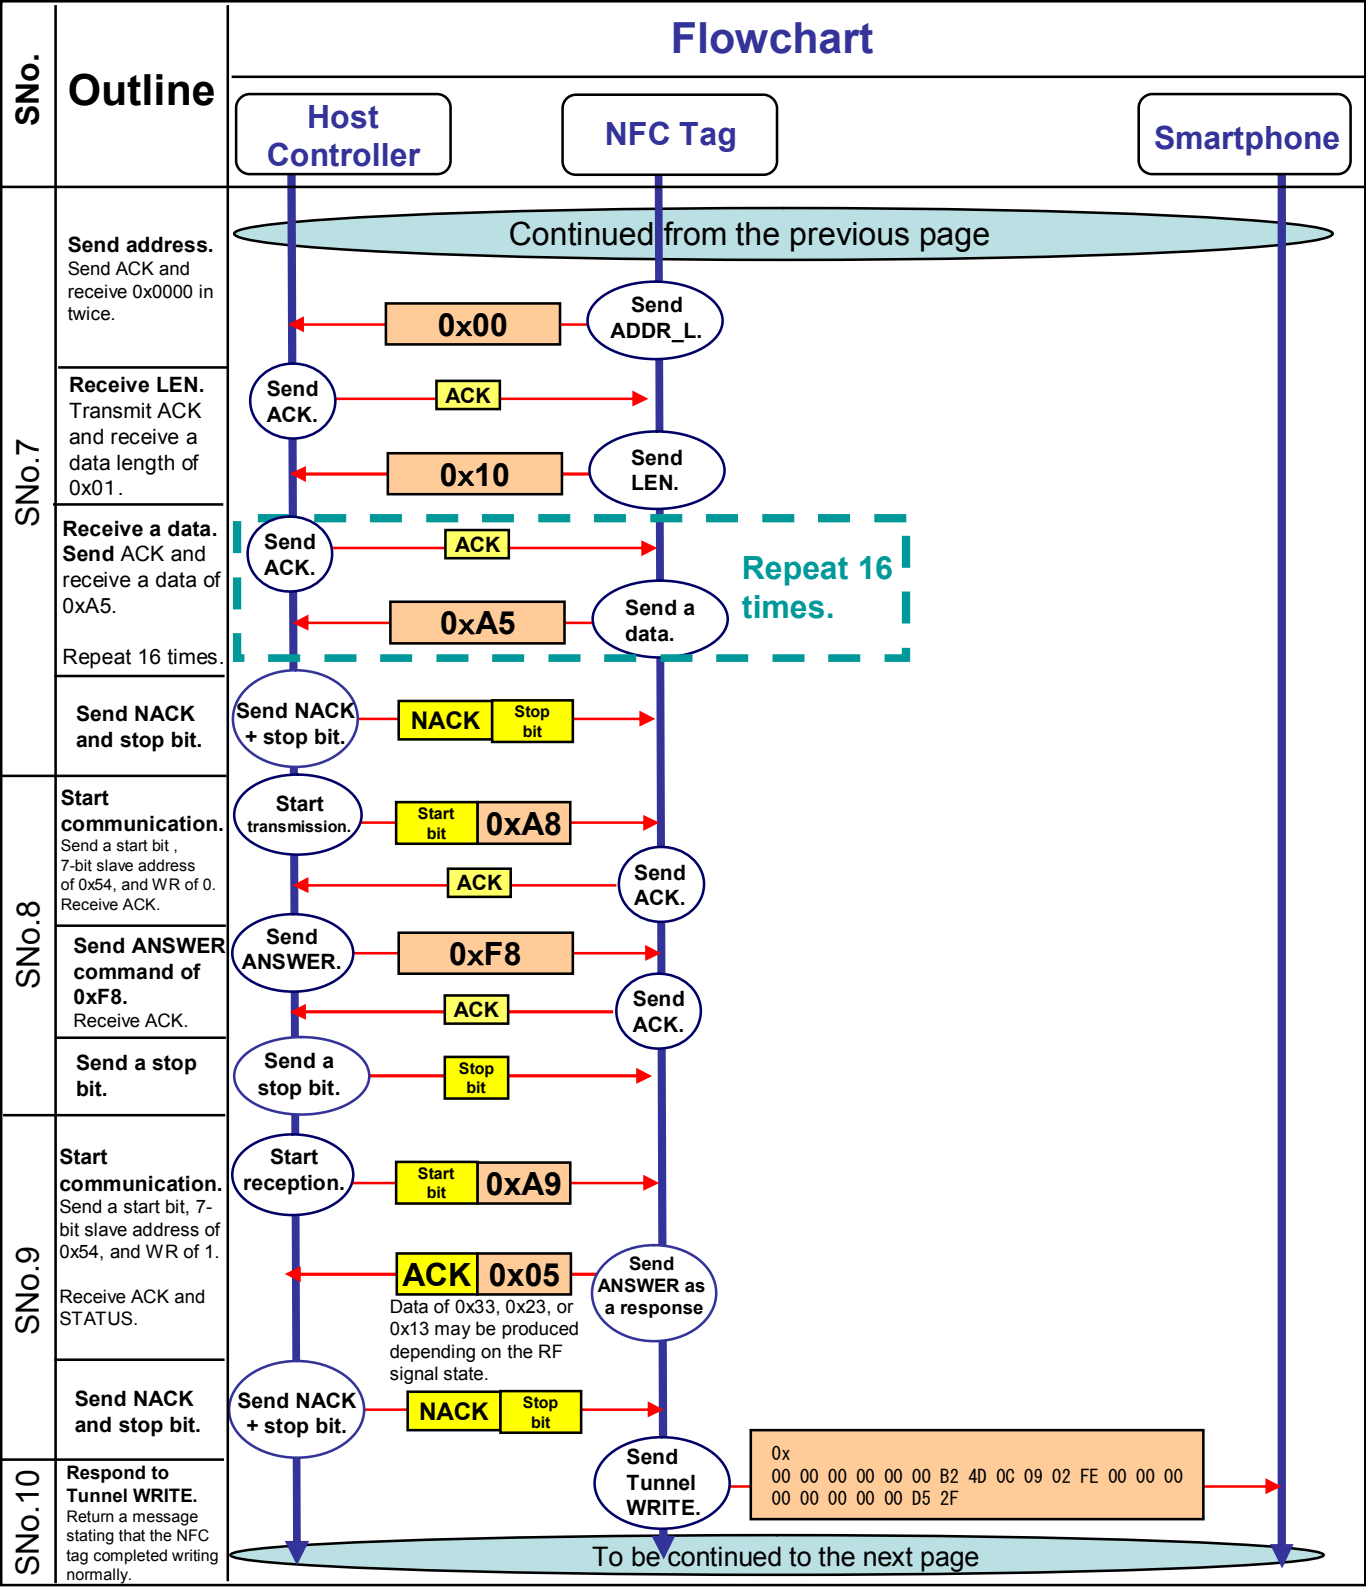 SNo.
Outline
Flowchart
Host
Controller
NFC Tag
Smartphone
Continued from the previous page
SNo.7
Send address.
Send ACK and
receive 0x0000 in
twice.
Send
ADDR_L.
0x00
Receive LEN.
Transmit ACK
and receive a
data length of
0x01.
Send
ACK.
ACK
Send
LEN.
0x10
Receive a data.
Send ACK and
receive a data of
0xA5.
Repeat 16 times.
Send
ACK.
ACK
Repeat 16
times.
Send a
data.
0xA5
Send NACK
and stop bit.
Send NACK
+ stop bit.
NACK
Stop
bit
SNo.8
Start
communication.
Send a start bit ,
7-bit slave address
of 0x54, and WR of 0.
Receive ACK.
Start
transmission.
Start
bit
0xA8
Send
ACK.
ACK
Send ANSWER
command of
0xF8.
Receive ACK.
Send
ANSWER.
0xF8
Send
ACK.
ACK
Send a stop
bit.
Send a
stop bit.
Stop
bit
SNo.9
Start
communication.
Send a start bit, 7-
bit slave address of
0x54, and WR of 1.
Receive ACK and
STATUS.
Start
reception.
Start
bit
0xA9
Send
ANSWER as
a response
ACK
0x05
Data of 0x33, 0x23, or
0x13 may be produced
depending on the RF
signal state.
Send NACK
and stop bit.
Send NACK
+ stop bit.
NACK
Stop
bit
SNo.10
Respond to
Tunnel WRITE.
Return a message
stating that the NFC
tag completed writing
normally.
Send
Tunnel
WRITE.
0x
00 00 00 00 00 00 B2 4D 0C 09 02 FE 00 00 00
00 00 00 00 00 D5 2F
To be continued to the next page